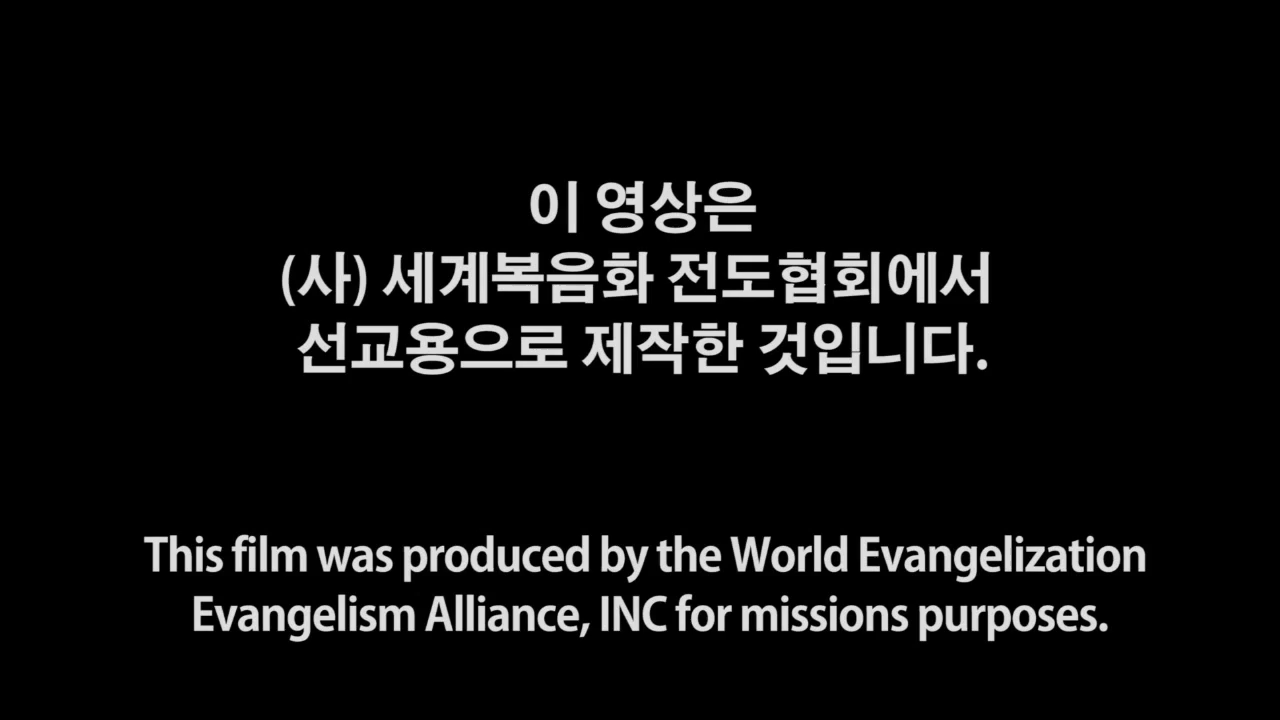 이 영상은
(사) 세계복음화 전도협회에서
선교용으로 제작한 것입니다.
This film was produced by the World Evangelization
Evangelism Alliance, INC for missions purposes.